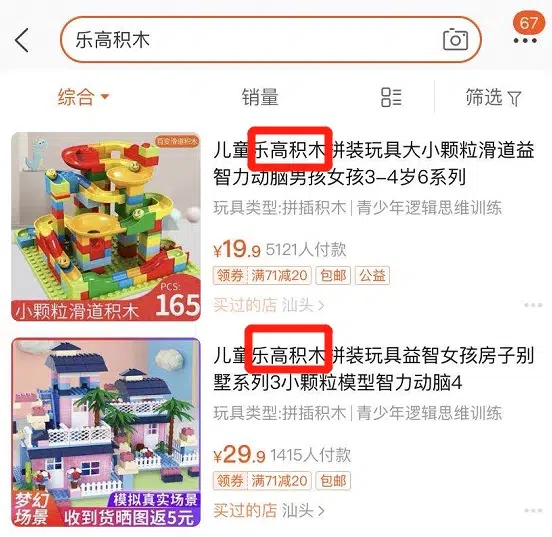 67
乐高积木
综合
销量
筛选
百变滑道积木
PCS:
165
小颗粒滑道积木
儿童乐高积木拼装玩具大小颗粒滑道益
智力动脑男孩女孩3-4岁6系列
玩具类型:拼插积木|青少年逻辑思维训练
¥19.9 5121人付款
领券 满71减20 包邮 公益
买过的店 汕头
梦幻
场景
模拟真实场景
收到货晒图返5元
儿童乐高积木拼装玩具益智女孩房子别
墅系列3小颗粒模型智力动脑4
玩具类型:拼插积木|青少年逻辑思维训练
¥29.9 1415人付款
领券 满71减20 包邮
买过的店 汕头